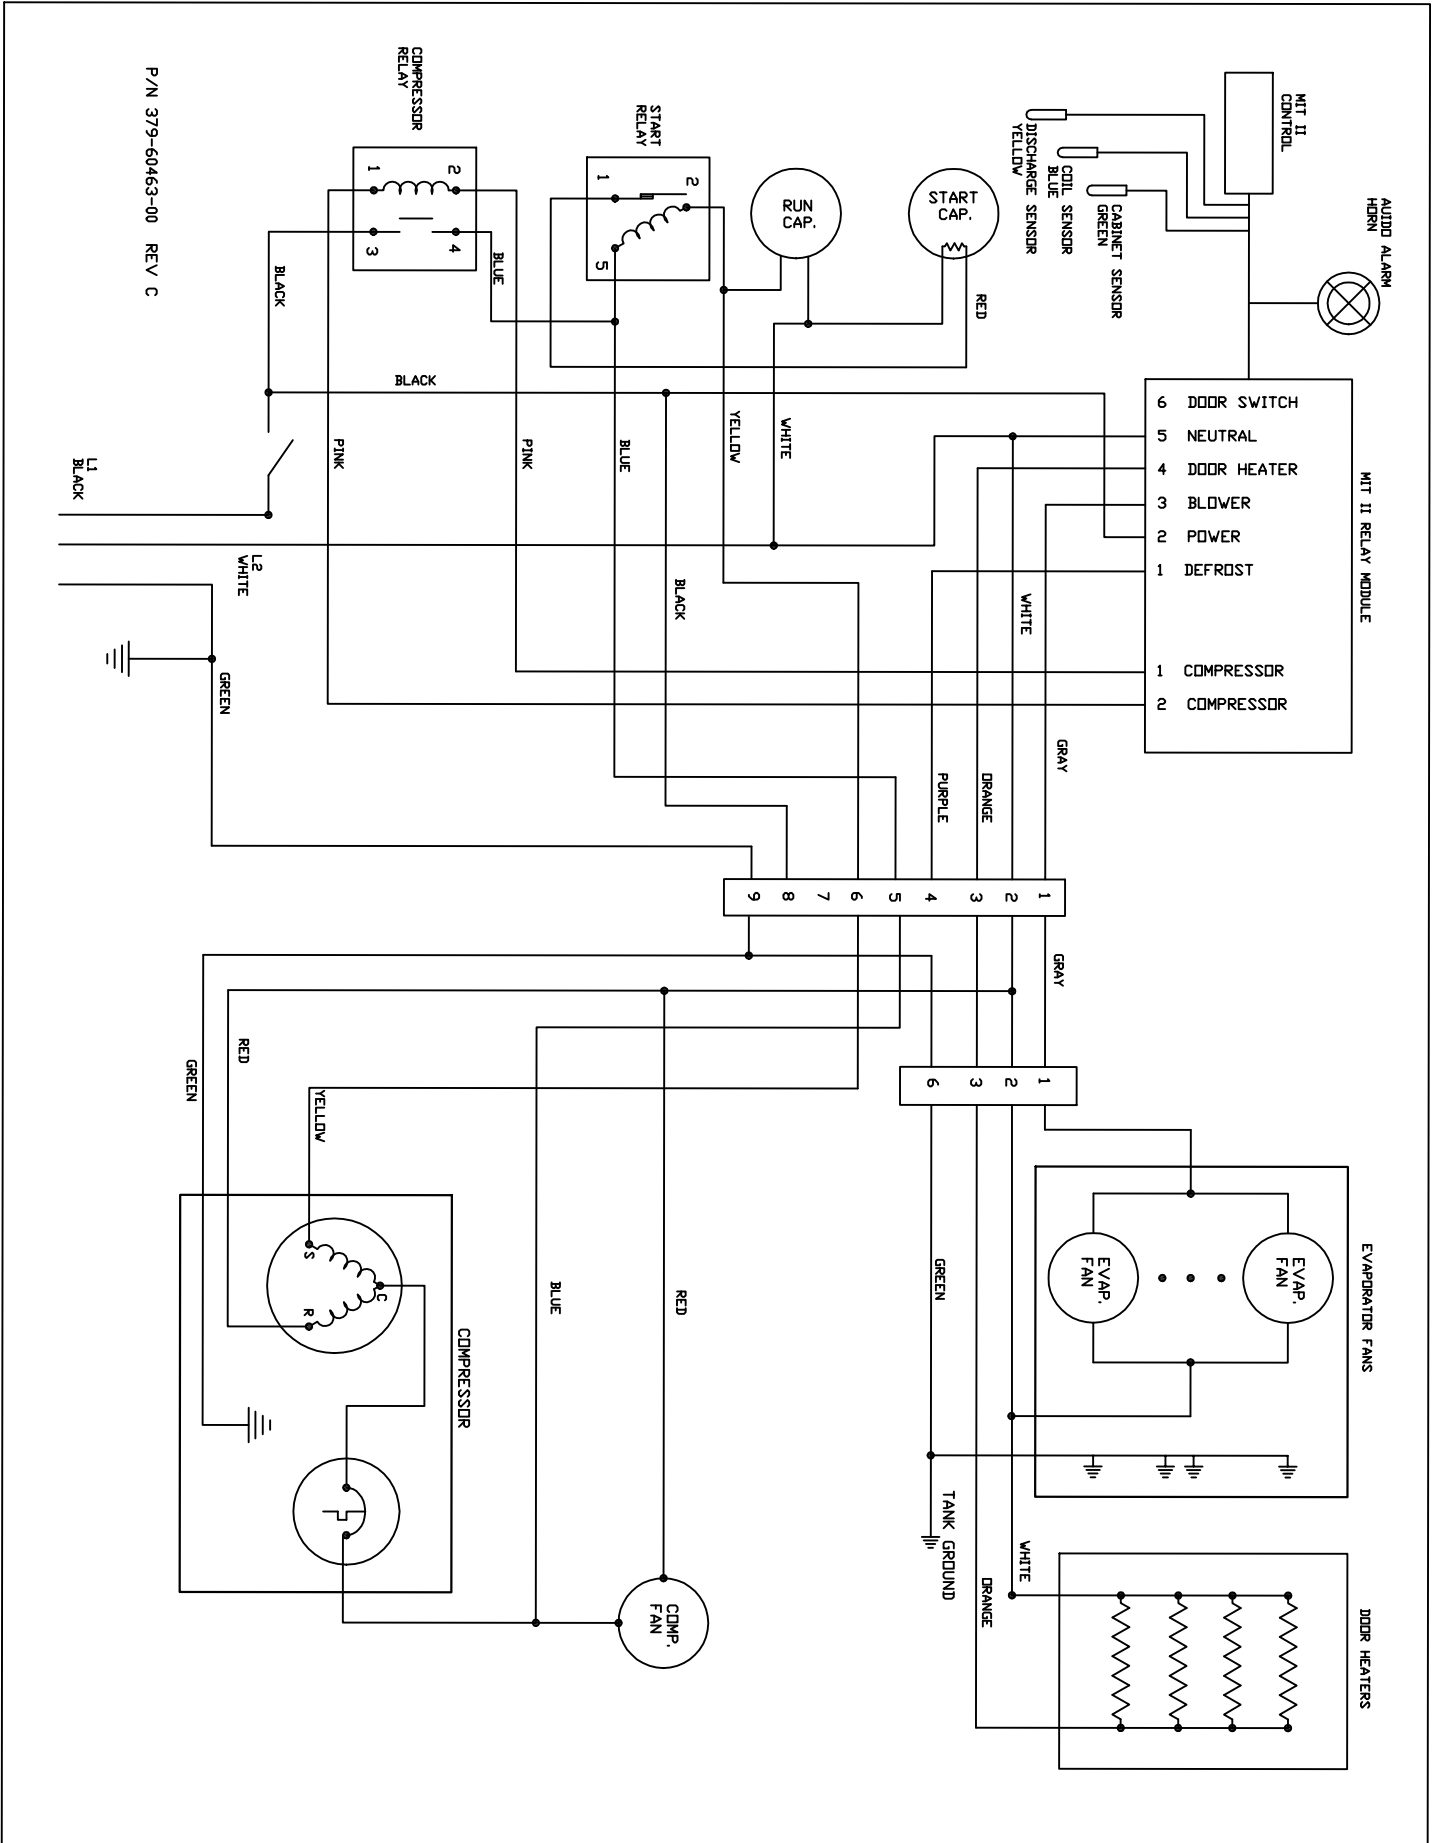 MIT II
CONTROL
AUIDO ALARM
HORN
DISCHARGE SENSOR
YELLOW
COIL SENSOR
BLUE
CABINET SENSOR
GREEN
START
CAP.
RUN
CAP.
RED
START
RELAY
1
2
5
COMPRESSOR
RELAY
1
2
3
4
P/N 379-60463-00 REV C
BLACK
BLUE
BLACK
L1
BLACK
PINK
PINK
BLUE
YELLOW
WHITE
L2
WHITE
BLACK
WHITE
GREEN
MIT II RELAY MODULE
6 DOOR SWITCH
5 NEUTRAL
4 DOOR HEATER
3 BLOWER
2 POWER
1 DEFROST
1 COMPRESSOR
2 COMPRESSOR
GRAY
ORANGE
PURPLE
9 8 7 6 5 4 3 2 1
GRAY
RED
GREEN
YELLOW
6 3 2 1
COMPRESSOR
S
C
R
BLUE
RED
GREEN
EVAPORATOR FANS
EVAP.
FAN
EVAP.
FAN
TANK GROUND
WHITE
ORANGE
COMP.
FAN
DOOR HEATERS